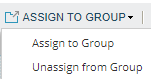 ASSIGN TO GROUP
Assign to Group
Unassign from Group